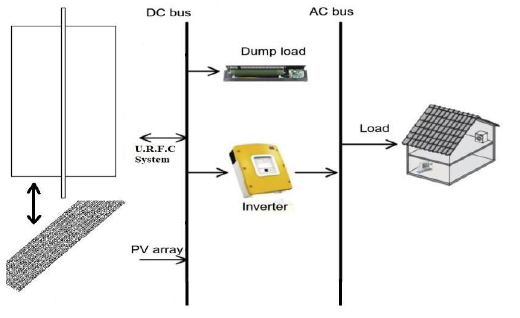 DC bus
AC bus
Dump load
Load
U.R.F.C
System
Inverter
PV array